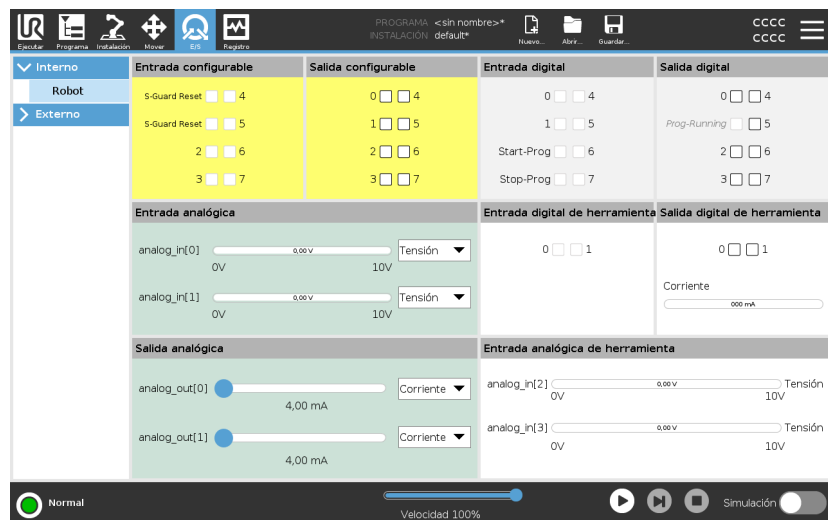 UR
PROGRAMA <sin nombre>*
INSTALACIÓN default*
CCCC
CCCC
Ejecutar Programa Instalación Mover E/S Registro Nuevo... Abrir... Guardar...
Interno
Robot
Externo
Entrada configurable
S-Guard Reset 4
S-Guard Reset 5
2 6
3 7
Salida configurable
0 4
1 5
2 6
3 7
Entrada digital
0 4
1 5
Start-Prog 6
Stop-Prog 7
Salida digital
0 4
Prog-Running 5
2 6
3 7
Entrada analógica
analog_in[0] 0,00 V Tensión
0V 10V
analog_in[1] 0,00 V Tensión
0V 10V
Entrada digital de herramienta
0 1
Salida digital de herramienta
0 1
Corriente
000 mA
Salida analógica
analog_out[0] Corriente
4,00 mA
analog_out[1] Corriente
4,00 mA
Entrada analógica de herramienta
analog_in[2] 0,00 V Tensión
0V 10V
analog_in[3] 0,00 V Tensión
0V 10V
Normal
Velocidad 100%
Simulación